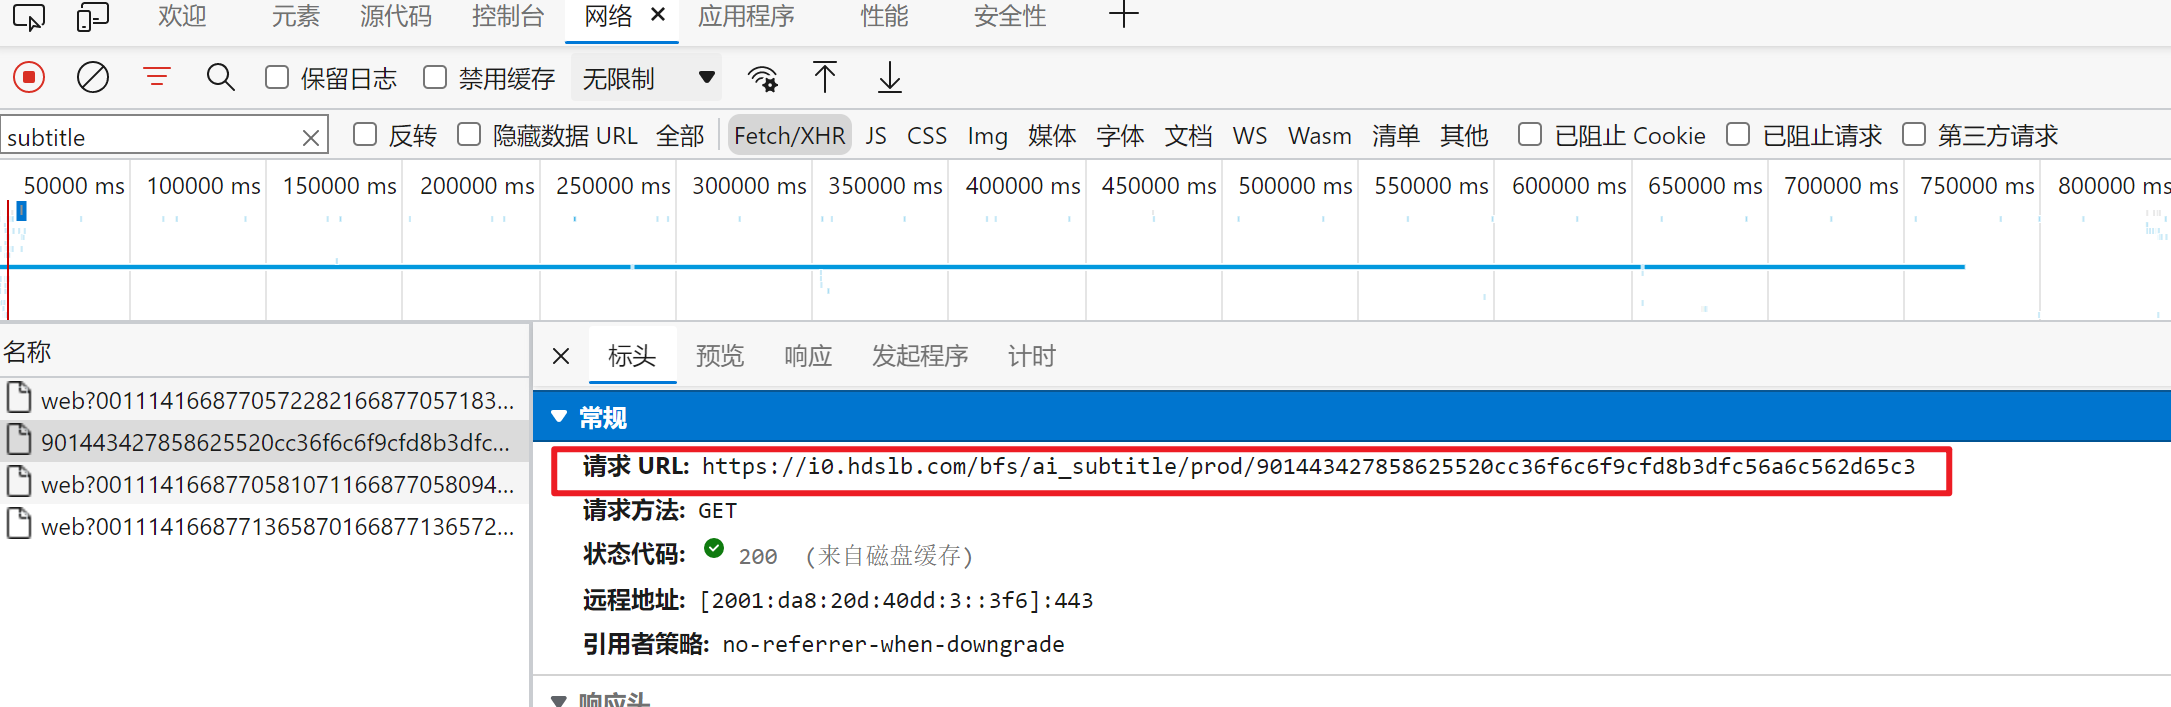 欢迎 元素 源代码 控制台 网络 应用程序 性能 安全性
保留日志 禁用缓存 无限制
subtitle 反转 隐藏数据 URL 全部 Fetch/XHR JS CSS Img 媒体 字体 文档 WS Wasm 清单 其他 已阻止 Cookie 已阻止请求 第三方请求
50000 ms 100000 ms 150000 ms 200000 ms 250000 ms 300000 ms 350000 ms 400000 ms 450000 ms 500000 ms 550000 ms 600000 ms 650000 ms 700000 ms 750000 ms 800000 ms
名称
web?001114166877057228216687705 7183...
901443427858625520cc36f6c6f9cfd8b3dfc...
web?0011141668770581071166877058094...
web?0011141668771365870166877136572...
标头 预览 响应 发起程序 计时
常规
请求 URL: https://i0.hdslb.com/bfs/ai_subtitle/prod/901443427858625520cc36f6c6f9cfd8b3dfc56a6c562d65c3
请求方法: GET
状态代码: 200 (来自磁盘缓存)
远程地址: [2001:da8:20d:40dd:3::3f6]:443
引用者策略: no-referrer-when-downgrade
响应头